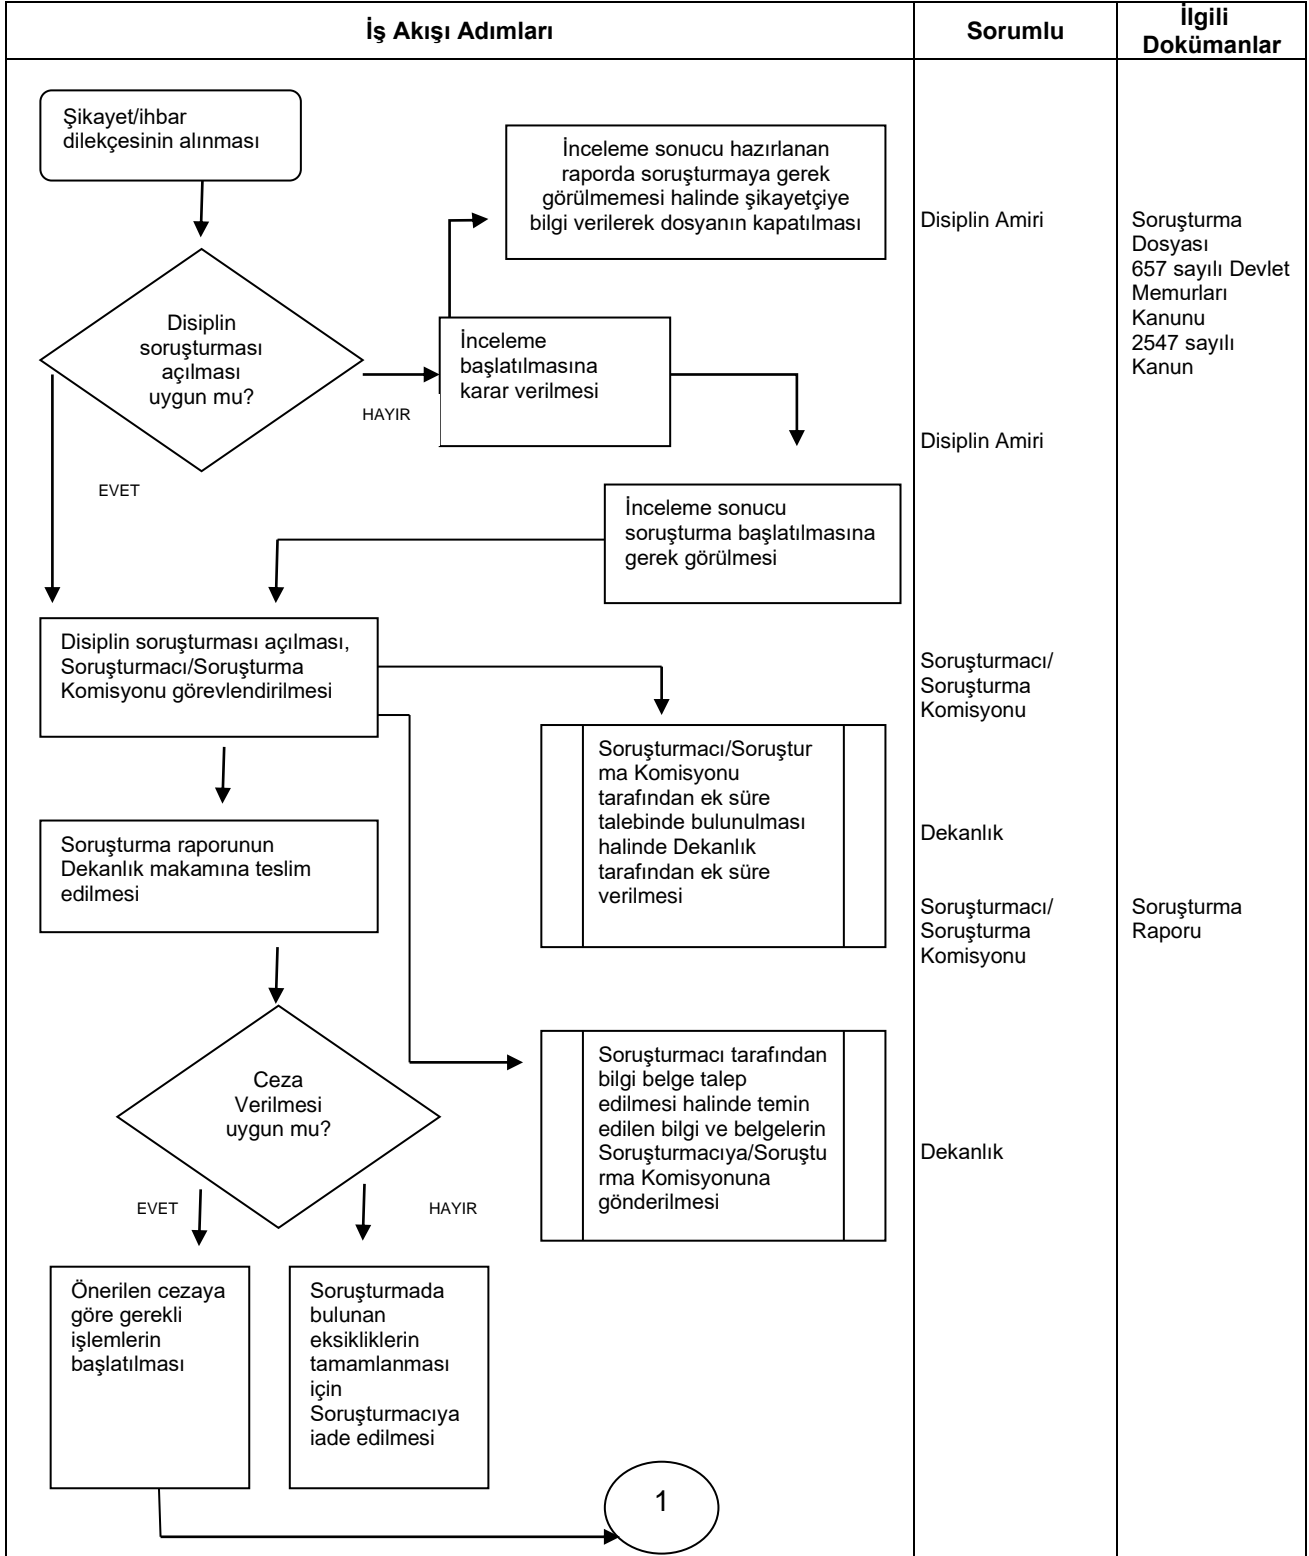 İş Akışı Adımları
Sorumlu
İlgili
Dokümanlar
Şikayet/ihbar
dilekçesinin alınması
İnceleme sonucu hazırlanan
raporda soruşturmaya gerek
görülmemesi halinde şikayetçiye
bilgi verilerek dosyanın kapatılması
Disiplin
soruşturması
açılması
uygun mu?
HAYIR
EVET
İnceleme
başlatılmasına
karar verilmesi
İnceleme sonucu
soruşturma başlatılmasına
gerek görülmesi
Disiplin soruşturması açılması,
Soruşturmacı/Soruşturma
Komisyonu görevlendirilmesi
Soruşturmacı/Soruştur
ma Komisyonu
tarafından ek süre
talebinde bulunulması
halinde Dekanlık
tarafından ek süre
verilmesi
Soruşturma raporunun
Dekanlık makamına teslim
edilmesi
Ceza
Verilmesi
uygun mu?
Soruşturmacı tarafından
bilgi belge talep
edilmesi halinde temin
edilen bilgi ve belgelerin
Soruşturmacıya/Soruştu
rma Komisyonuna
gönderilmesi
EVET
HAYIR
Önerilen cezaya
göre gerekli
işlemlerin
başlatılması
Soruşturmada
bulunan
eksikliklerin
tamamlanması
için
Soruşturmacıya
iade edilmesi
1
Disiplin Amiri
Disiplin Amiri
Soruşturmacı/
Soruşturma
Komisyonu
Dekanlık
Soruşturmacı/
Soruşturma
Komisyonu
Dekanlık
Soruşturma
Dosyası
657 sayılı Devlet
Memurları
Kanunu
2547 sayılı
Kanun
Soruşturma
Raporu